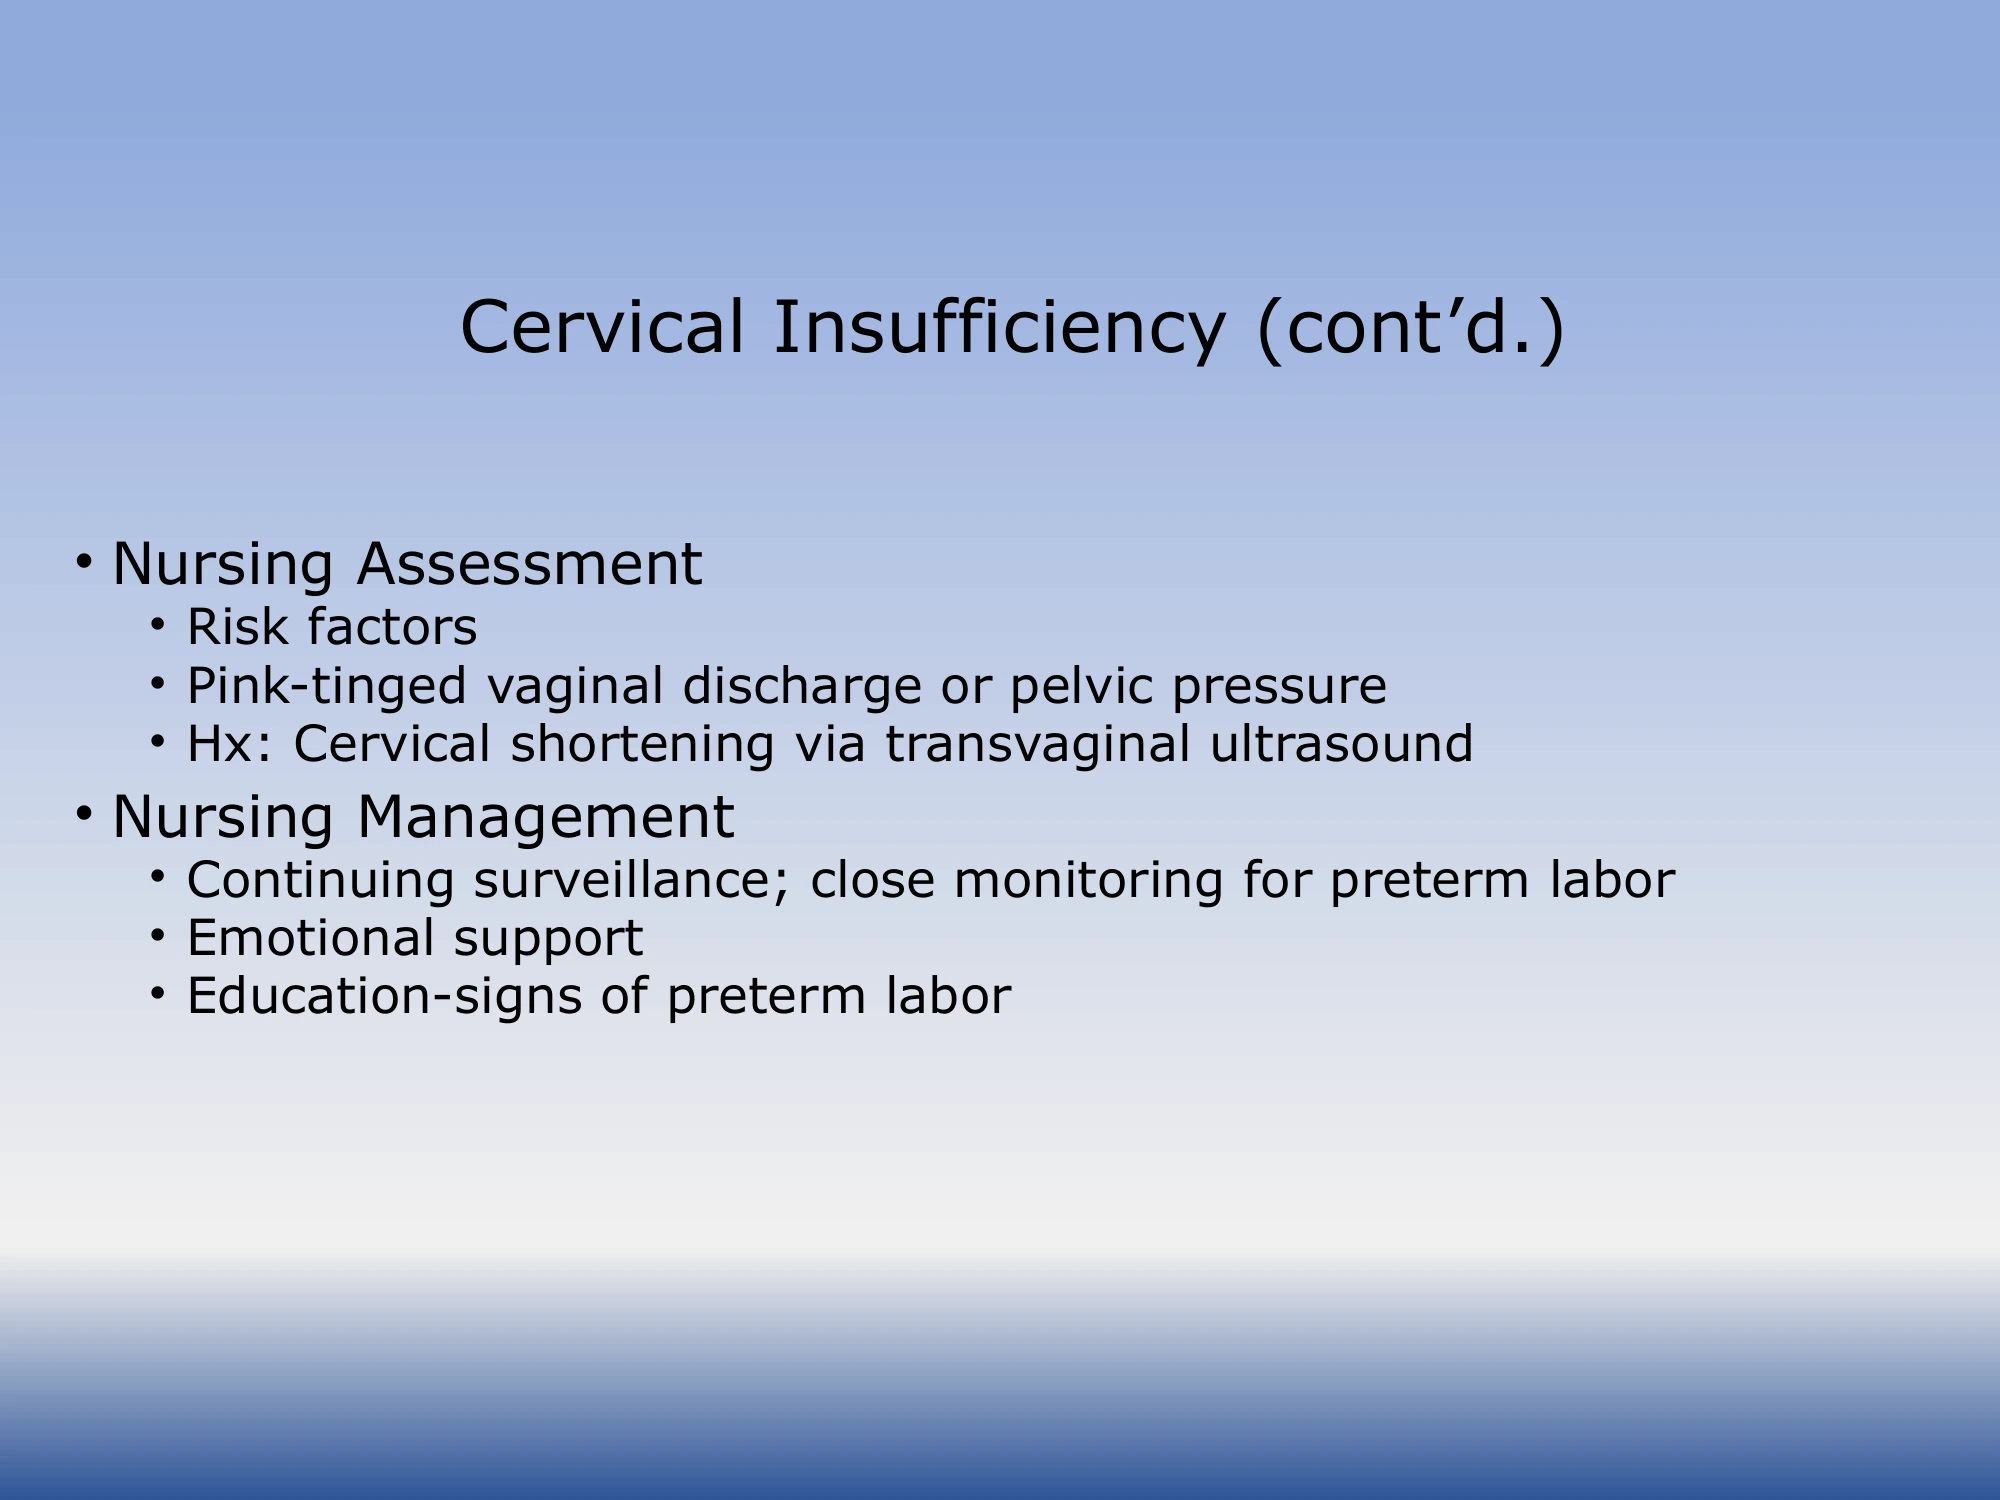 Cervical Insufficiency (cont’d.)
• Nursing Assessment
• Risk factors
• Pink-tinged vaginal discharge or pelvic pressure
• Hx: Cervical shortening via transvaginal ultrasound
• Nursing Management
• Continuing surveillance; close monitoring for preterm labor
• Emotional support
• Education-signs of preterm labor